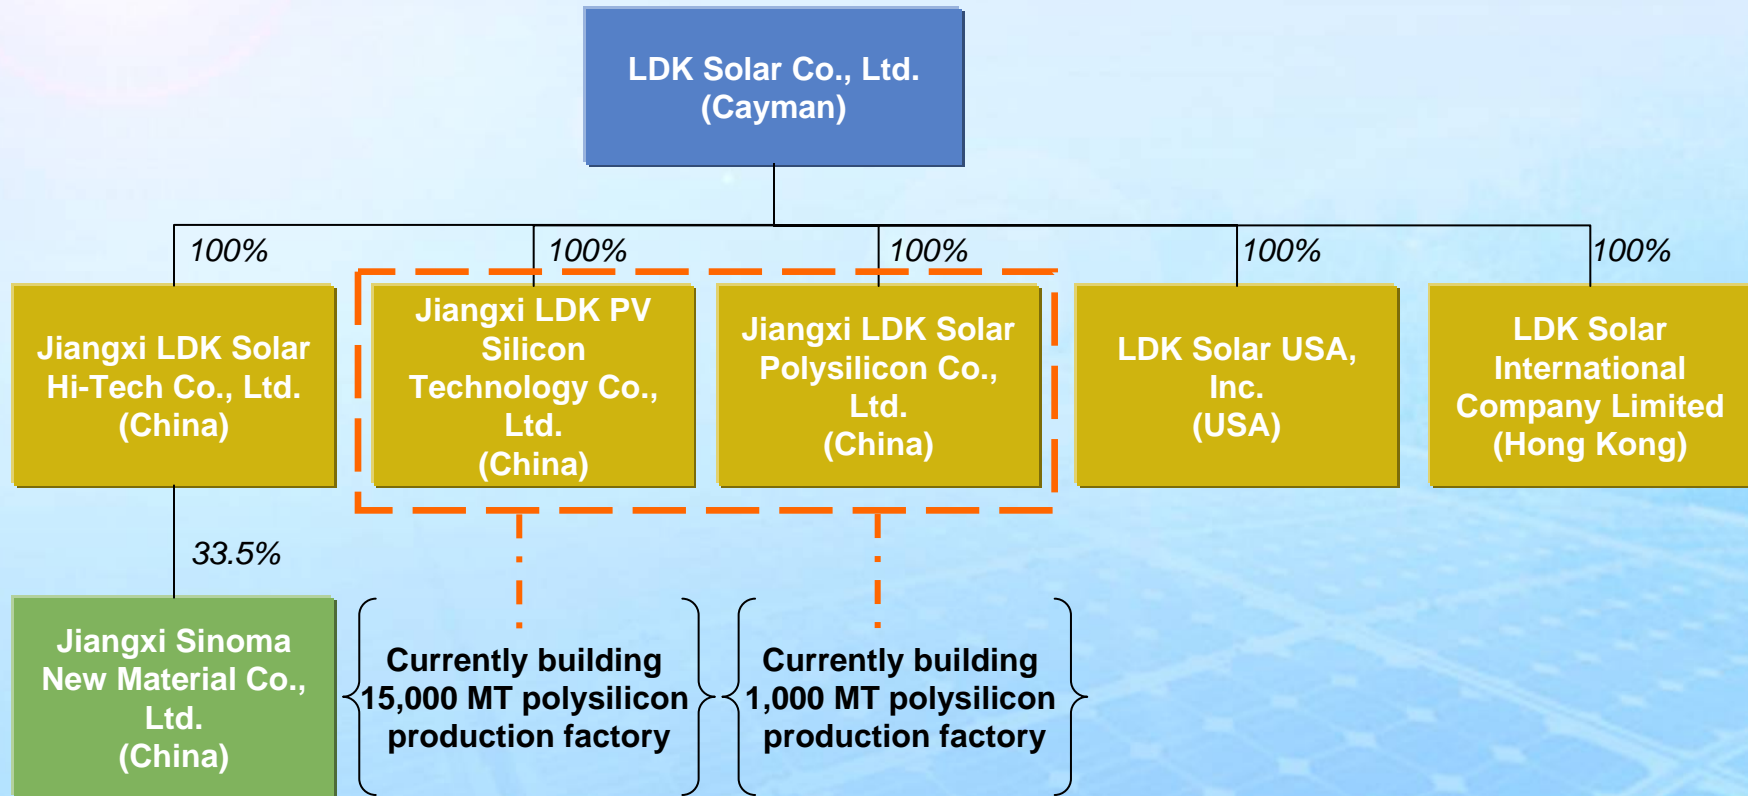 LDK Solar Co., Ltd.
(Cayman)
100%
100%
100%
100%
100%
Jiangxi LDK Solar
Hi-Tech Co., Ltd.
(China)
Jiangxi LDK PV
Silicon
Technology Co.,
Ltd.
(China)
Jiangxi LDK Solar
Polysilicon Co.,
Ltd.
(China)
LDK Solar USA,
Inc.
(USA)
LDK Solar
International
Company Limited
(Hong Kong)
33.5%
Jiangxi Sinoma
New Material Co.,
Ltd.
(China)
Currently building
15,000 MT polysilicon
production factory
Currently building
1,000 MT polysilicon
production factory